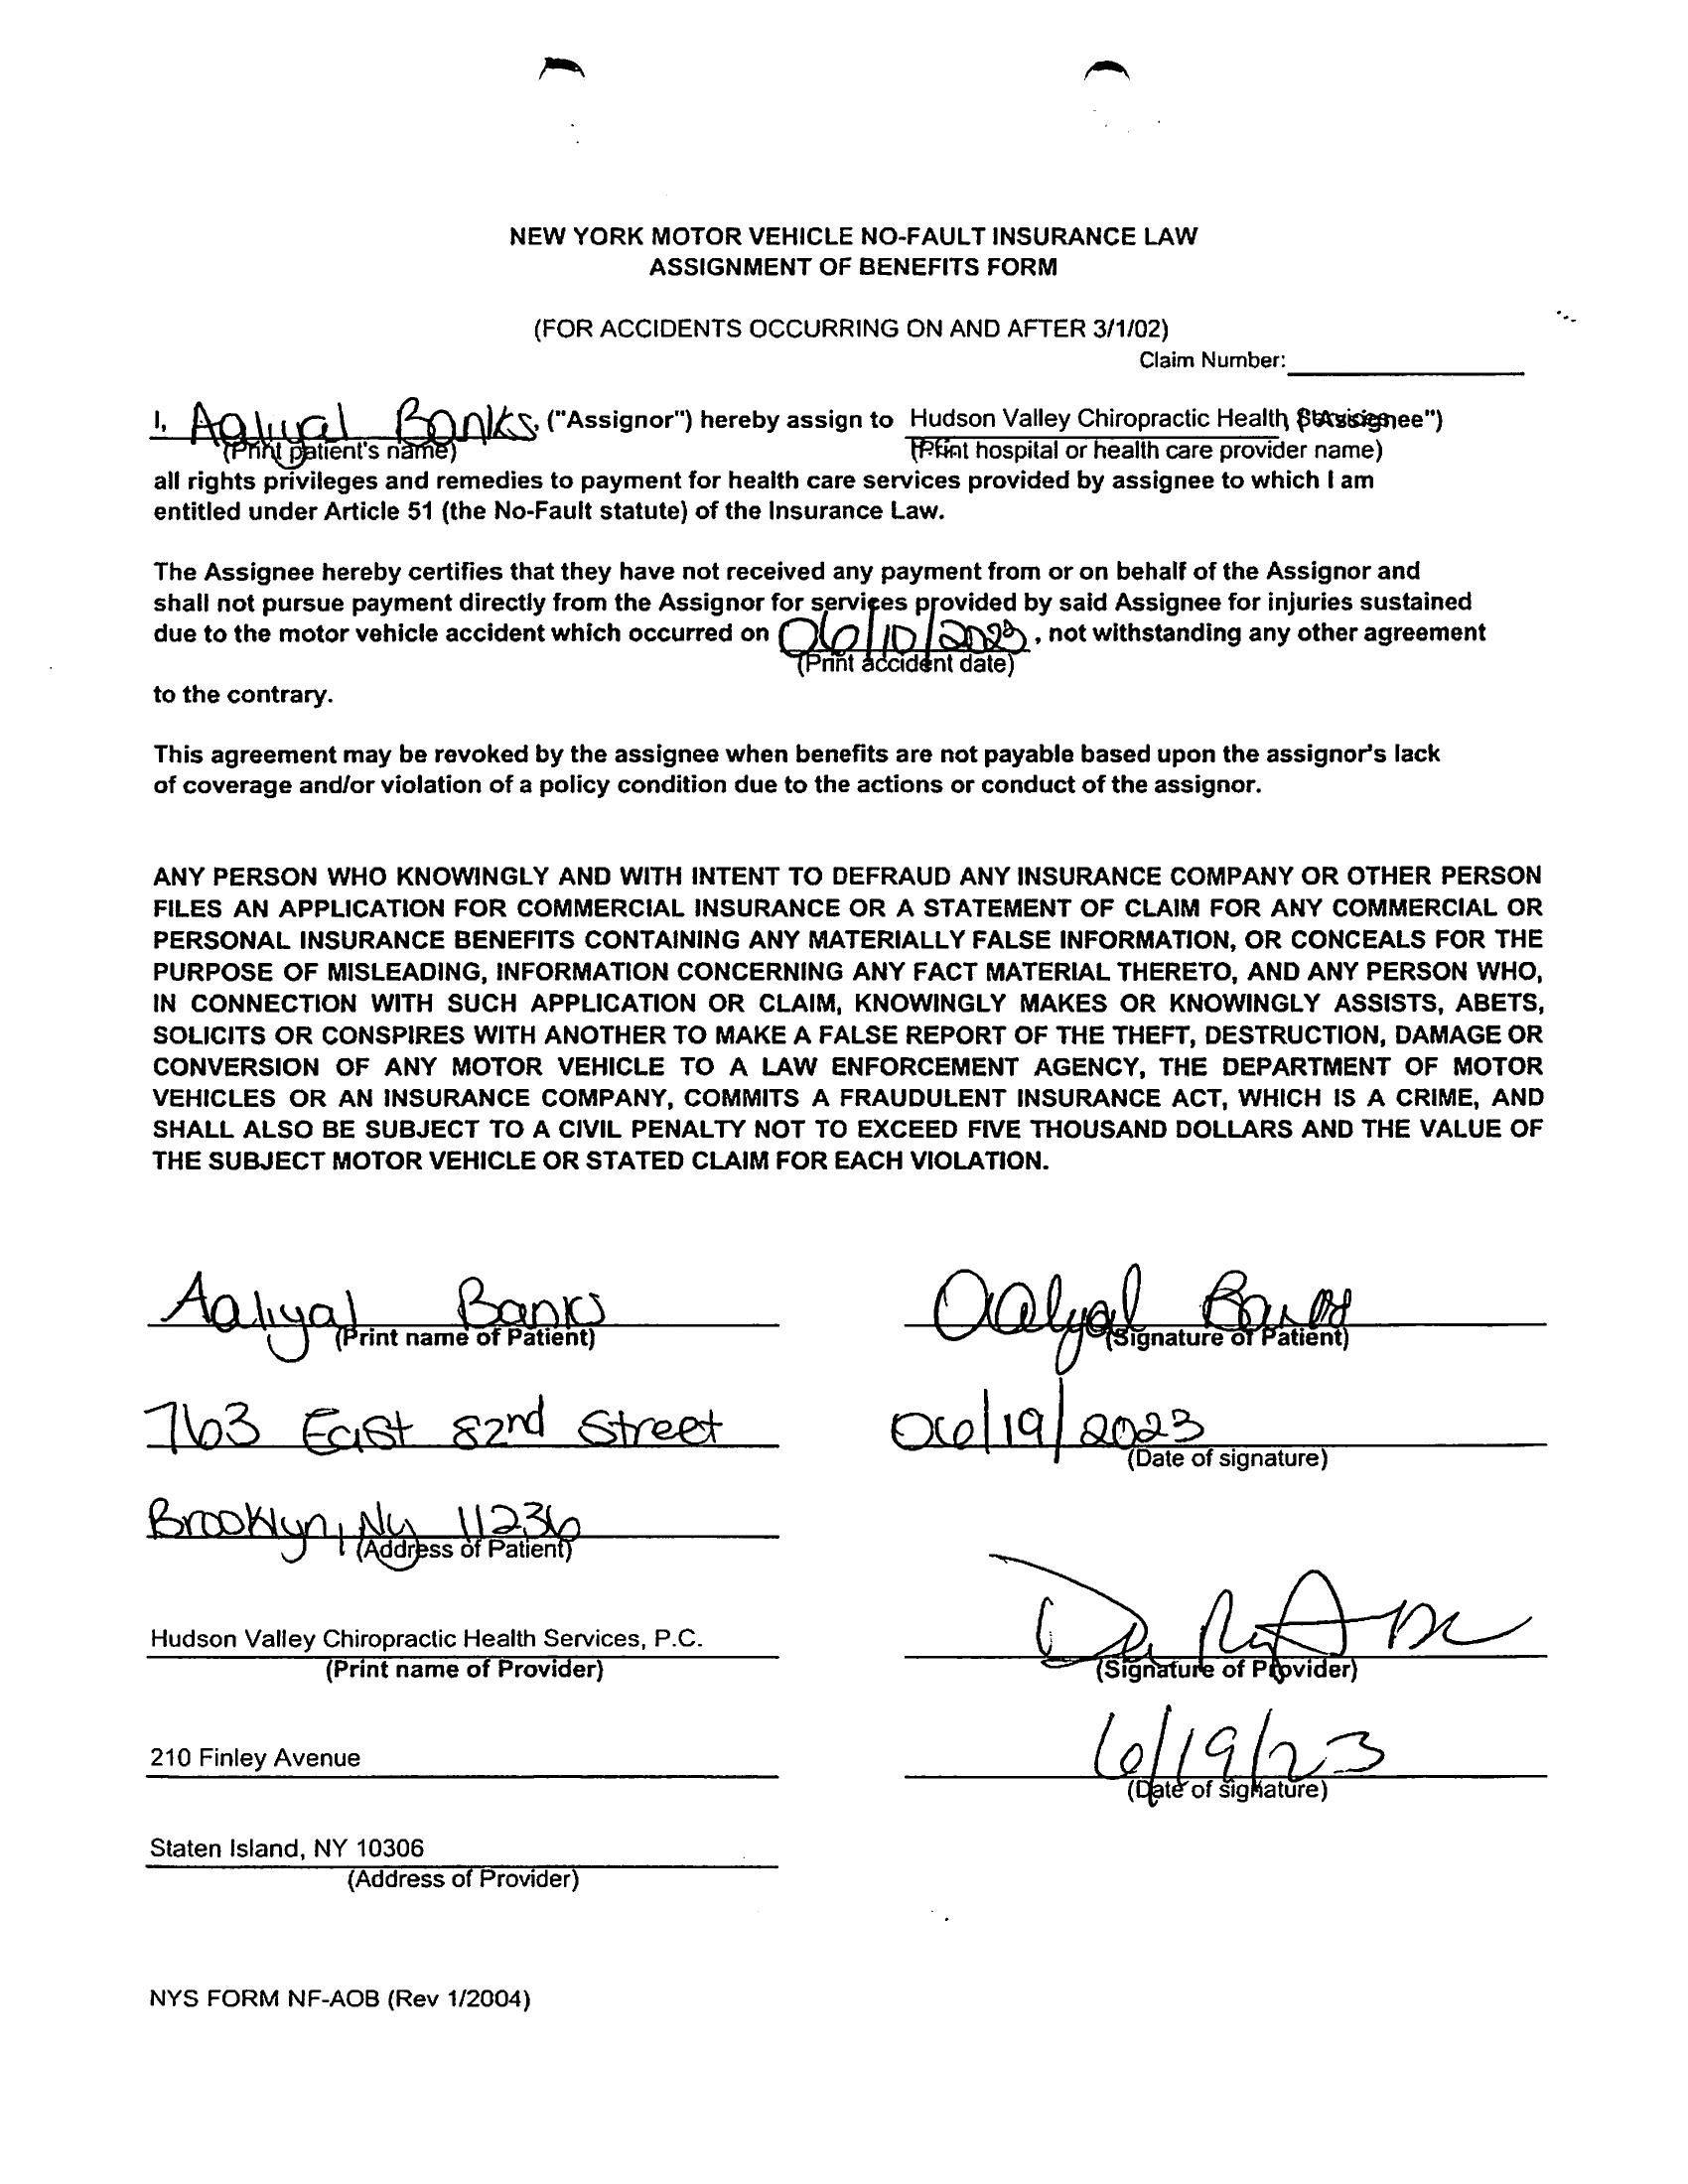 NEW YORK MOTOR VEHICLE NO-FAULT INSURANCE LAW
ASSIGNMENT OF BENEFITS FORM
(FOR ACCIDENTS OCCURRING ON AND AFTER 3/1/02)
Claim Number:
I, Aaliyal Banks, ("Assignor") hereby assign to Hudson Valley Chiropractic Health Services ("Assignee")
(Print patient's name) (Print hospital or health care provider name)
all rights privileges and remedies to payment for health care services provided by assignee to which I am
entitled under Article 51 (the No-Fault statute) of the Insurance Law.
The Assignee hereby certifies that they have not received any payment from or on behalf of the Assignor and
shall not pursue payment directly from the Assignor for services provided by said Assignee for injuries sustained
due to the motor vehicle accident which occurred on 06/10/2023, not withstanding any other agreement
(Print accident date)
to the contrary.
This agreement may be revoked by the assignee when benefits are not payable based upon the assignor's lack
of coverage and/or violation of a policy condition due to the actions or conduct of the assignor.
ANY PERSON WHO KNOWINGLY AND WITH INTENT TO DEFRAUD ANY INSURANCE COMPANY OR OTHER PERSON
FILES AN APPLICATION FOR COMMERCIAL INSURANCE OR A STATEMENT OF CLAIM FOR ANY COMMERCIAL OR
PERSONAL INSURANCE BENEFITS CONTAINING ANY MATERIALLY FALSE INFORMATION, OR CONCEALS FOR THE
PURPOSE OF MISLEADING, INFORMATION CONCERNING ANY FACT MATERIAL THERETO, AND ANY PERSON WHO,
IN CONNECTION WITH SUCH APPLICATION OR CLAIM, KNOWINGLY MAKES OR KNOWINGLY ASSISTS, ABETS,
SOLICITS OR CONSPIRES WITH ANOTHER TO MAKE A FALSE REPORT OF THE THEFT, DESTRUCTION, DAMAGE OR
CONVERSION OF ANY MOTOR VEHICLE TO A LAW ENFORCEMENT AGENCY, THE DEPARTMENT OF MOTOR
VEHICLES OR AN INSURANCE COMPANY, COMMITS A FRAUDULENT INSURANCE ACT, WHICH IS A CRIME, AND
SHALL ALSO BE SUBJECT TO A CIVIL PENALTY NOT TO EXCEED FIVE THOUSAND DOLLARS AND THE VALUE OF
THE SUBJECT MOTOR VEHICLE OR STATED CLAIM FOR EACH VIOLATION.
Aaliyal Banks
(Print name of Patient) (Signature of Patient)
763 East 82nd Street 06/19/2023
(Date of signature)
Brooklyn, Ny 11236
(Address of Patient)
Hudson Valley Chiropractic Health Services, P.C.
(Print name of Provider) (Signature of Provider)
210 Finley Avenue 6/19/23
(Date of signature)
Staten Island, NY 10306
(Address of Provider)
NYS FORM NF-AOB (Rev 1/2004)